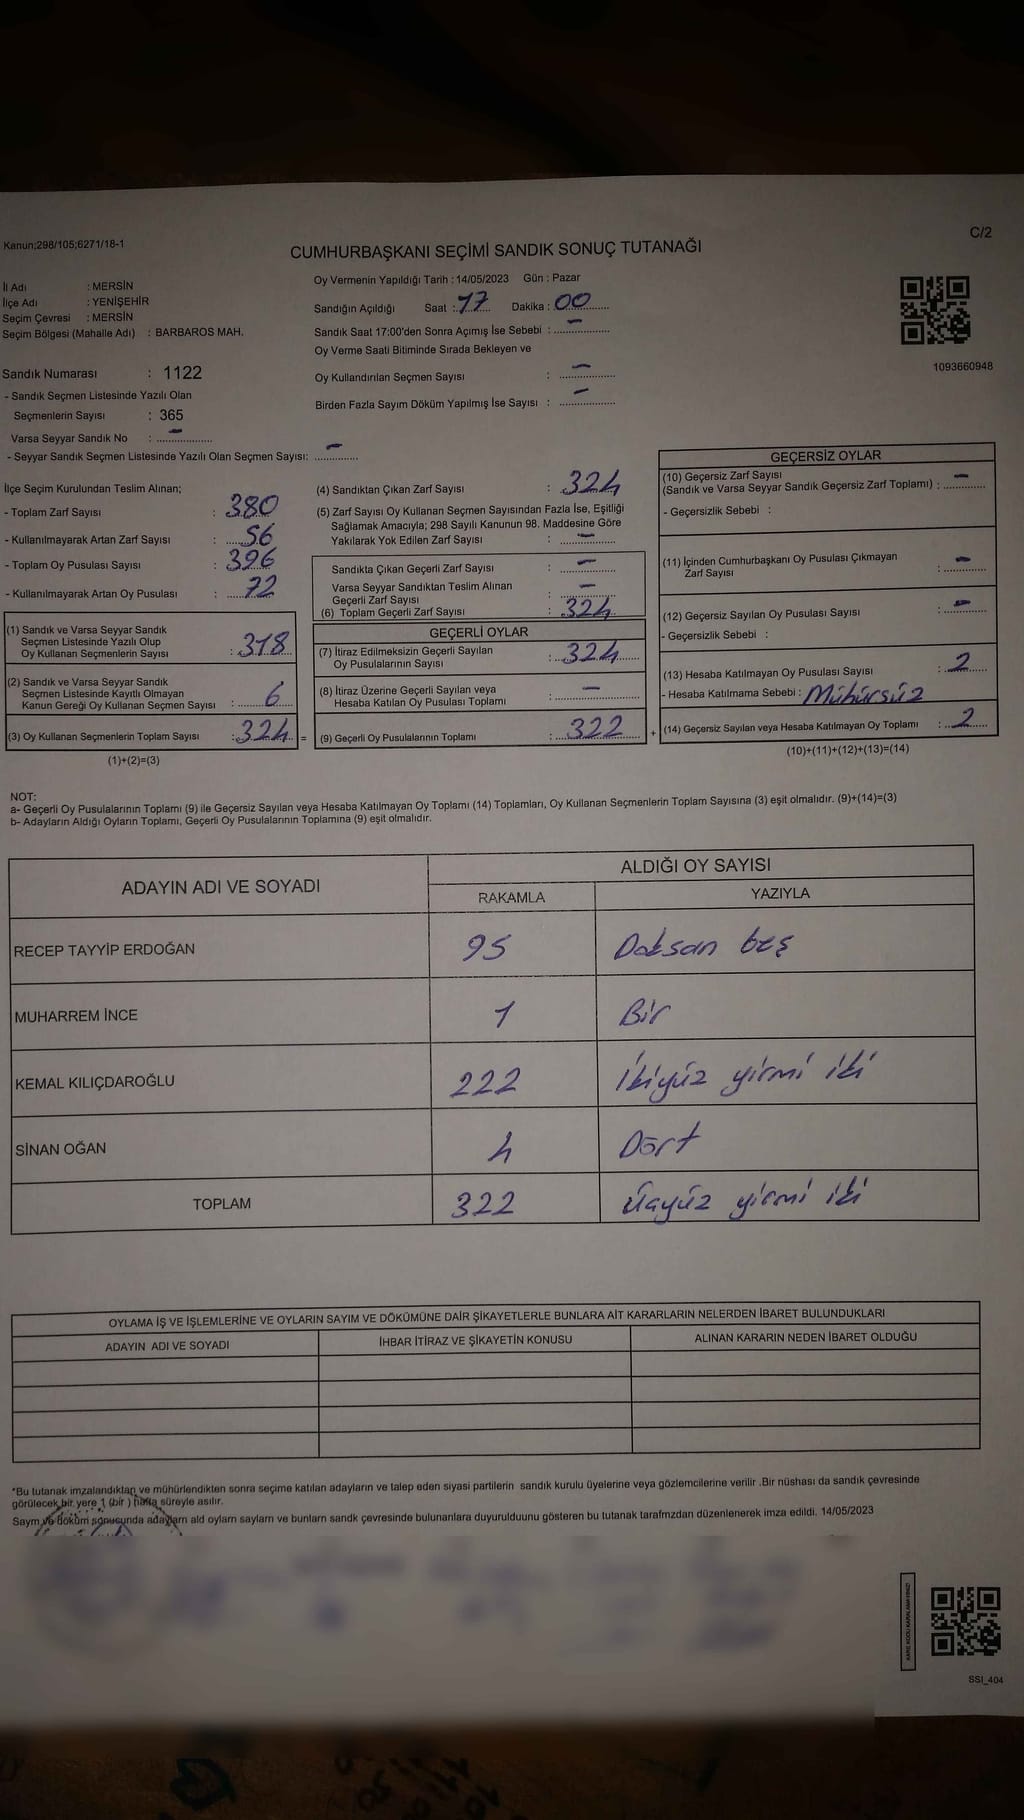 Kanun;298/105;6271/18-1
C/2
CUMHURBAŞKANI SEÇİMİ SANDIK SONUÇ TUTANAĞI
İl Adı : MERSİN
İlçe Adı : YENİŞEHİR
Seçim Çevresi : MERSİN
Seçim Bölgesi (Mahalle Adı) : BARBAROS MAH.
Oy Vermenin Yapıldığı Tarih : 14/05/2023 Gün : Pazar
Sandığın Açıldığı Saat : 17 Dakika : 00
Sandık Saat 17:00'den Sonra Açımış İse Sebebi : —
Oy Verme Saati Bitiminde Sırada Bekleyen ve
Oy Kullandırılan Seçmen Sayısı : —
Birden Fazla Sayım Döküm Yapılmış İse Sayısı : —
1093660948
Sandık Numarası : 1122
- Sandık Seçmen Listesinde Yazılı Olan
Seçmenlerin Sayısı : 365
Varsa Seyyar Sandık No : —
- Seyyar Sandık Seçmen Listesinde Yazılı Olan Seçmen Sayısı: —
İlçe Seçim Kurulundan Teslim Alınan;
- Toplam Zarf Sayısı : 380
- Kullanılmayarak Artan Zarf Sayısı : 56
- Toplam Oy Pusulası Sayısı : 396
- Kullanılmayarak Artan Oy Pusulası : 72
(1) Sandık ve Varsa Seyyar Sandık
Seçmen Listesinde Yazılı Olup
Oy Kullanan Seçmenlerin Sayısı : 318
(2) Sandık ve Varsa Seyyar Sandık
Seçmen Listesinde Kayıtlı Olmayan
Kanun Gereği Oy Kullanan Seçmen Sayısı : 6
(3) Oy Kullanan Seçmenlerin Toplam Sayısı : 324 =
(1)+(2)=(3)
(4) Sandıktan Çıkan Zarf Sayısı : 324
(5) Zarf Sayısı Oy Kullanan Seçmen Sayısından Fazla İse, Eşitliği
Sağlamak Amacıyla; 298 Sayılı Kanunun 98. Maddesine Göre
Yakılarak Yok Edilen Zarf Sayısı : —
Sandıkta Çıkan Geçerli Zarf Sayısı : —
Varsa Seyyar Sandıktan Teslim Alınan
Geçerli Zarf Sayısı : —
(6) Toplam Geçerli Zarf Sayısı : 324
GEÇERLİ OYLAR
(7) İtiraz Edilmeksizin Geçerli Sayılan
Oy Pusulalarının Sayısı : 324
(8) İtiraz Üzerine Geçerli Sayılan veya
Hesaba Katılan Oy Pusulası Toplamı : —
(9) Geçerli Oy Pusulalarının Toplamı : 322 +
GEÇERSİZ OYLAR
(10) Geçersiz Zarf Sayısı
(Sandık ve Varsa Seyyar Sandık Geçersiz Zarf Toplamı) : —
- Geçersizlik Sebebi :
(11) İçinden Cumhurbaşkanı Oy Pusulası Çıkmayan
Zarf Sayısı : —
(12) Geçersiz Sayılan Oy Pusulası Sayısı : —
- Geçersizlik Sebebi :
(13) Hesaba Katılmayan Oy Pusulası Sayısı : 2
- Hesaba Katılmama Sebebi : Mühürsüz
(14) Geçersiz Sayılan veya Hesaba Katılmayan Oy Toplamı : 2
(10)+(11)+(12)+(13)=(14)
NOT:
a- Geçerli Oy Pusulalarının Toplamı (9) ile Geçersiz Sayılan veya Hesaba Katılmayan Oy Toplamı (14) Toplamları, Oy Kullanan Seçmenlerin Toplam Sayısına (3) eşit olmalıdır. (9)+(14)=(3)
b- Adayların Aldığı Oyların Toplamı, Geçerli Oy Pusulalarının Toplamına (9) eşit olmalıdır.
ADAYIN ADI VE SOYADI
ALDIĞI OY SAYISI
RAKAMLA YAZIYLA
RECEP TAYYİP ERDOĞAN 95 Doksan beş
MUHARREM İNCE 1 Bir
KEMAL KILIÇDAROĞLU 222 İkiyüz yirmi iki
SİNAN OĞAN 4 Dört
TOPLAM 322 Üçyüz yirmi iki
OYLAMA İŞ VE İŞLEMLERİNE VE OYLARIN SAYIM VE DÖKÜMÜNE DAİR ŞİKAYETLERLE BUNLARA AİT KARARLARIN NELERDEN İBARET BULUNDUKLARI
ADAYIN ADI VE SOYADI İHBAR İTİRAZ VE ŞİKAYETİN KONUSU ALINAN KARARIN NEDEN İBARET OLDUĞU
*Bu tutanak imzalandıktan ve mühürlendikten sonra seçime katılan adayların ve talep eden siyasi partilerin sandık kurulu üyelerine veya gözlemcilerine verilir .Bir nüshası da sandık çevresinde
görülecek bir yere 1 (bir ) hafta süreyle asılır.
Saym ve döküm sonucunda adaylarn ald oylarn saylarn ve bunlarn sandk çevresinde bulunanlara duyurulduunu gösteren bu tutanak tarafmzdan düzenlenerek imza edildi. 14/05/2023
SSI_404